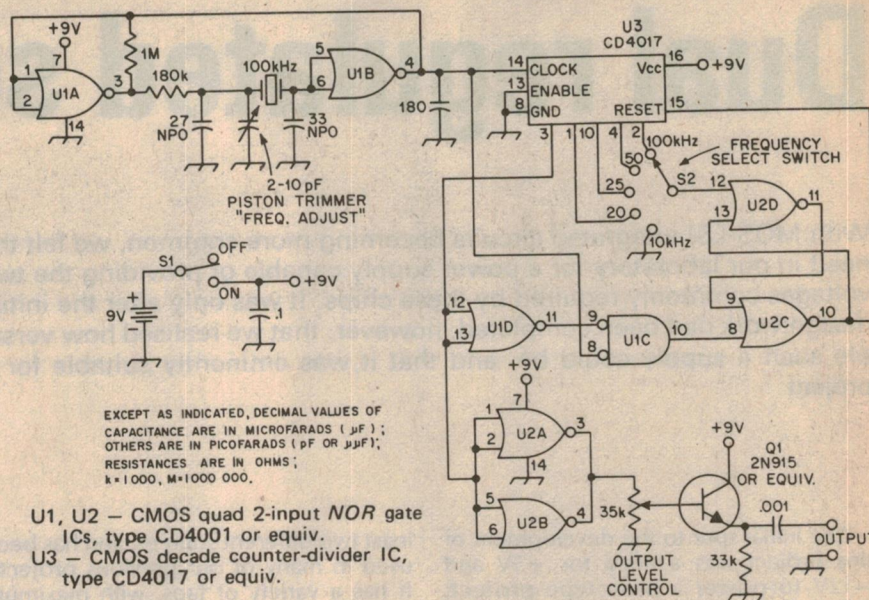 +9V
7
1
2
U1A
3
14
1M
180k
27
NPO
100kHz
33
NPO
2-10 pF
PISTON TRIMMER
"FREQ. ADJUST"
5
6
U1B
4
180
U3
CD4017
14
CLOCK
Vcc
16
+9V
13
ENABLE
8
GND
RESET
15
3
1
10
4
2
100kHz
50
25
20
10kHz
FREQUENCY
SELECT SWITCH
S2
12
13
U2D
11
S1
OFF
ON
+9V
+
9V
.1
12
13
U1D
11
9
8
U1C
10
9
8
U2C
10
+9V
7
1
2
U2A
3
14
5
6
U2B
4
35k
OUTPUT
LEVEL
CONTROL
+9V
Q1
2N915
OR EQUIV.
.001
33k
OUTPUT
EXCEPT AS INDICATED, DECIMAL VALUES OF
CAPACITANCE ARE IN MICROFARADS ( µF ) ;
OTHERS ARE IN PICOFARADS ( pF OR µµF) ;
RESISTANCES ARE IN OHMS ;
k=1000, M=1000 000.
U1, U2 – CMOS quad 2-input NOR gate
ICs, type CD4001 or equiv.
U3 – CMOS decade counter-divider IC,
type CD4017 or equiv.